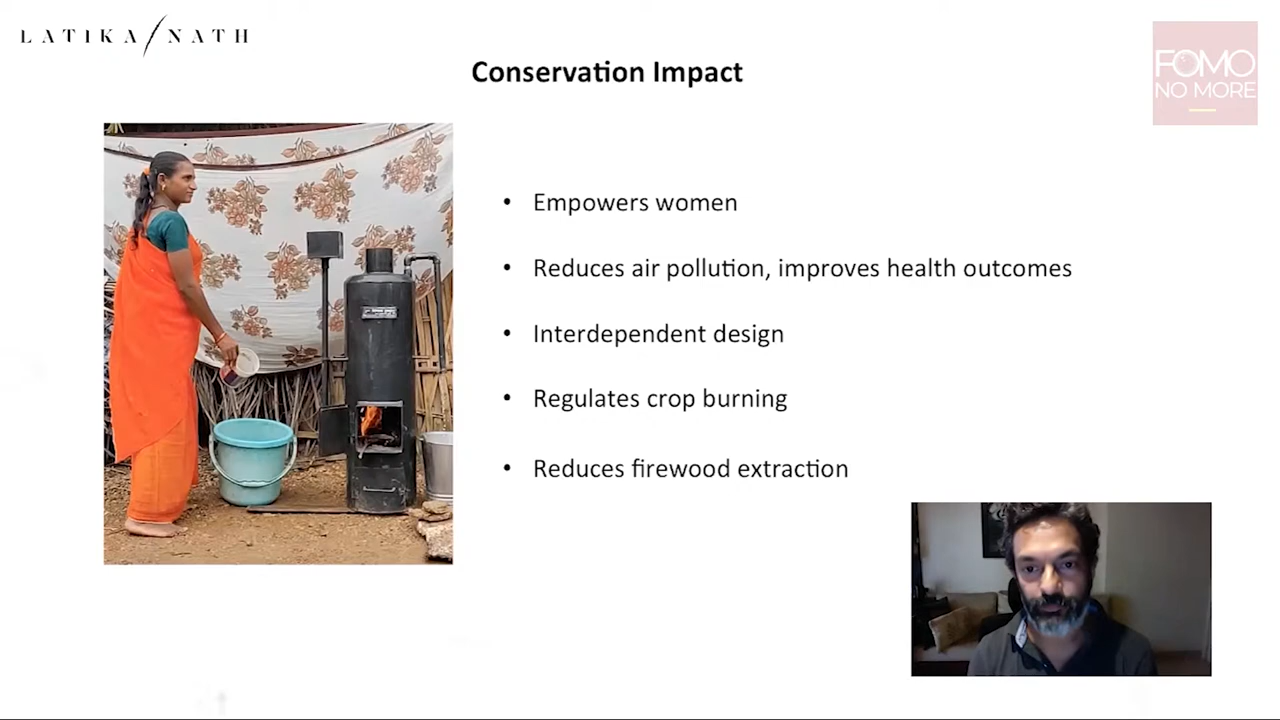 LATIKA/NATH
FOMO
NO MORE
Conservation Impact
• Empowers women
• Reduces air pollution, improves health outcomes
• Interdependent design
• Regulates crop burning
• Reduces firewood extraction